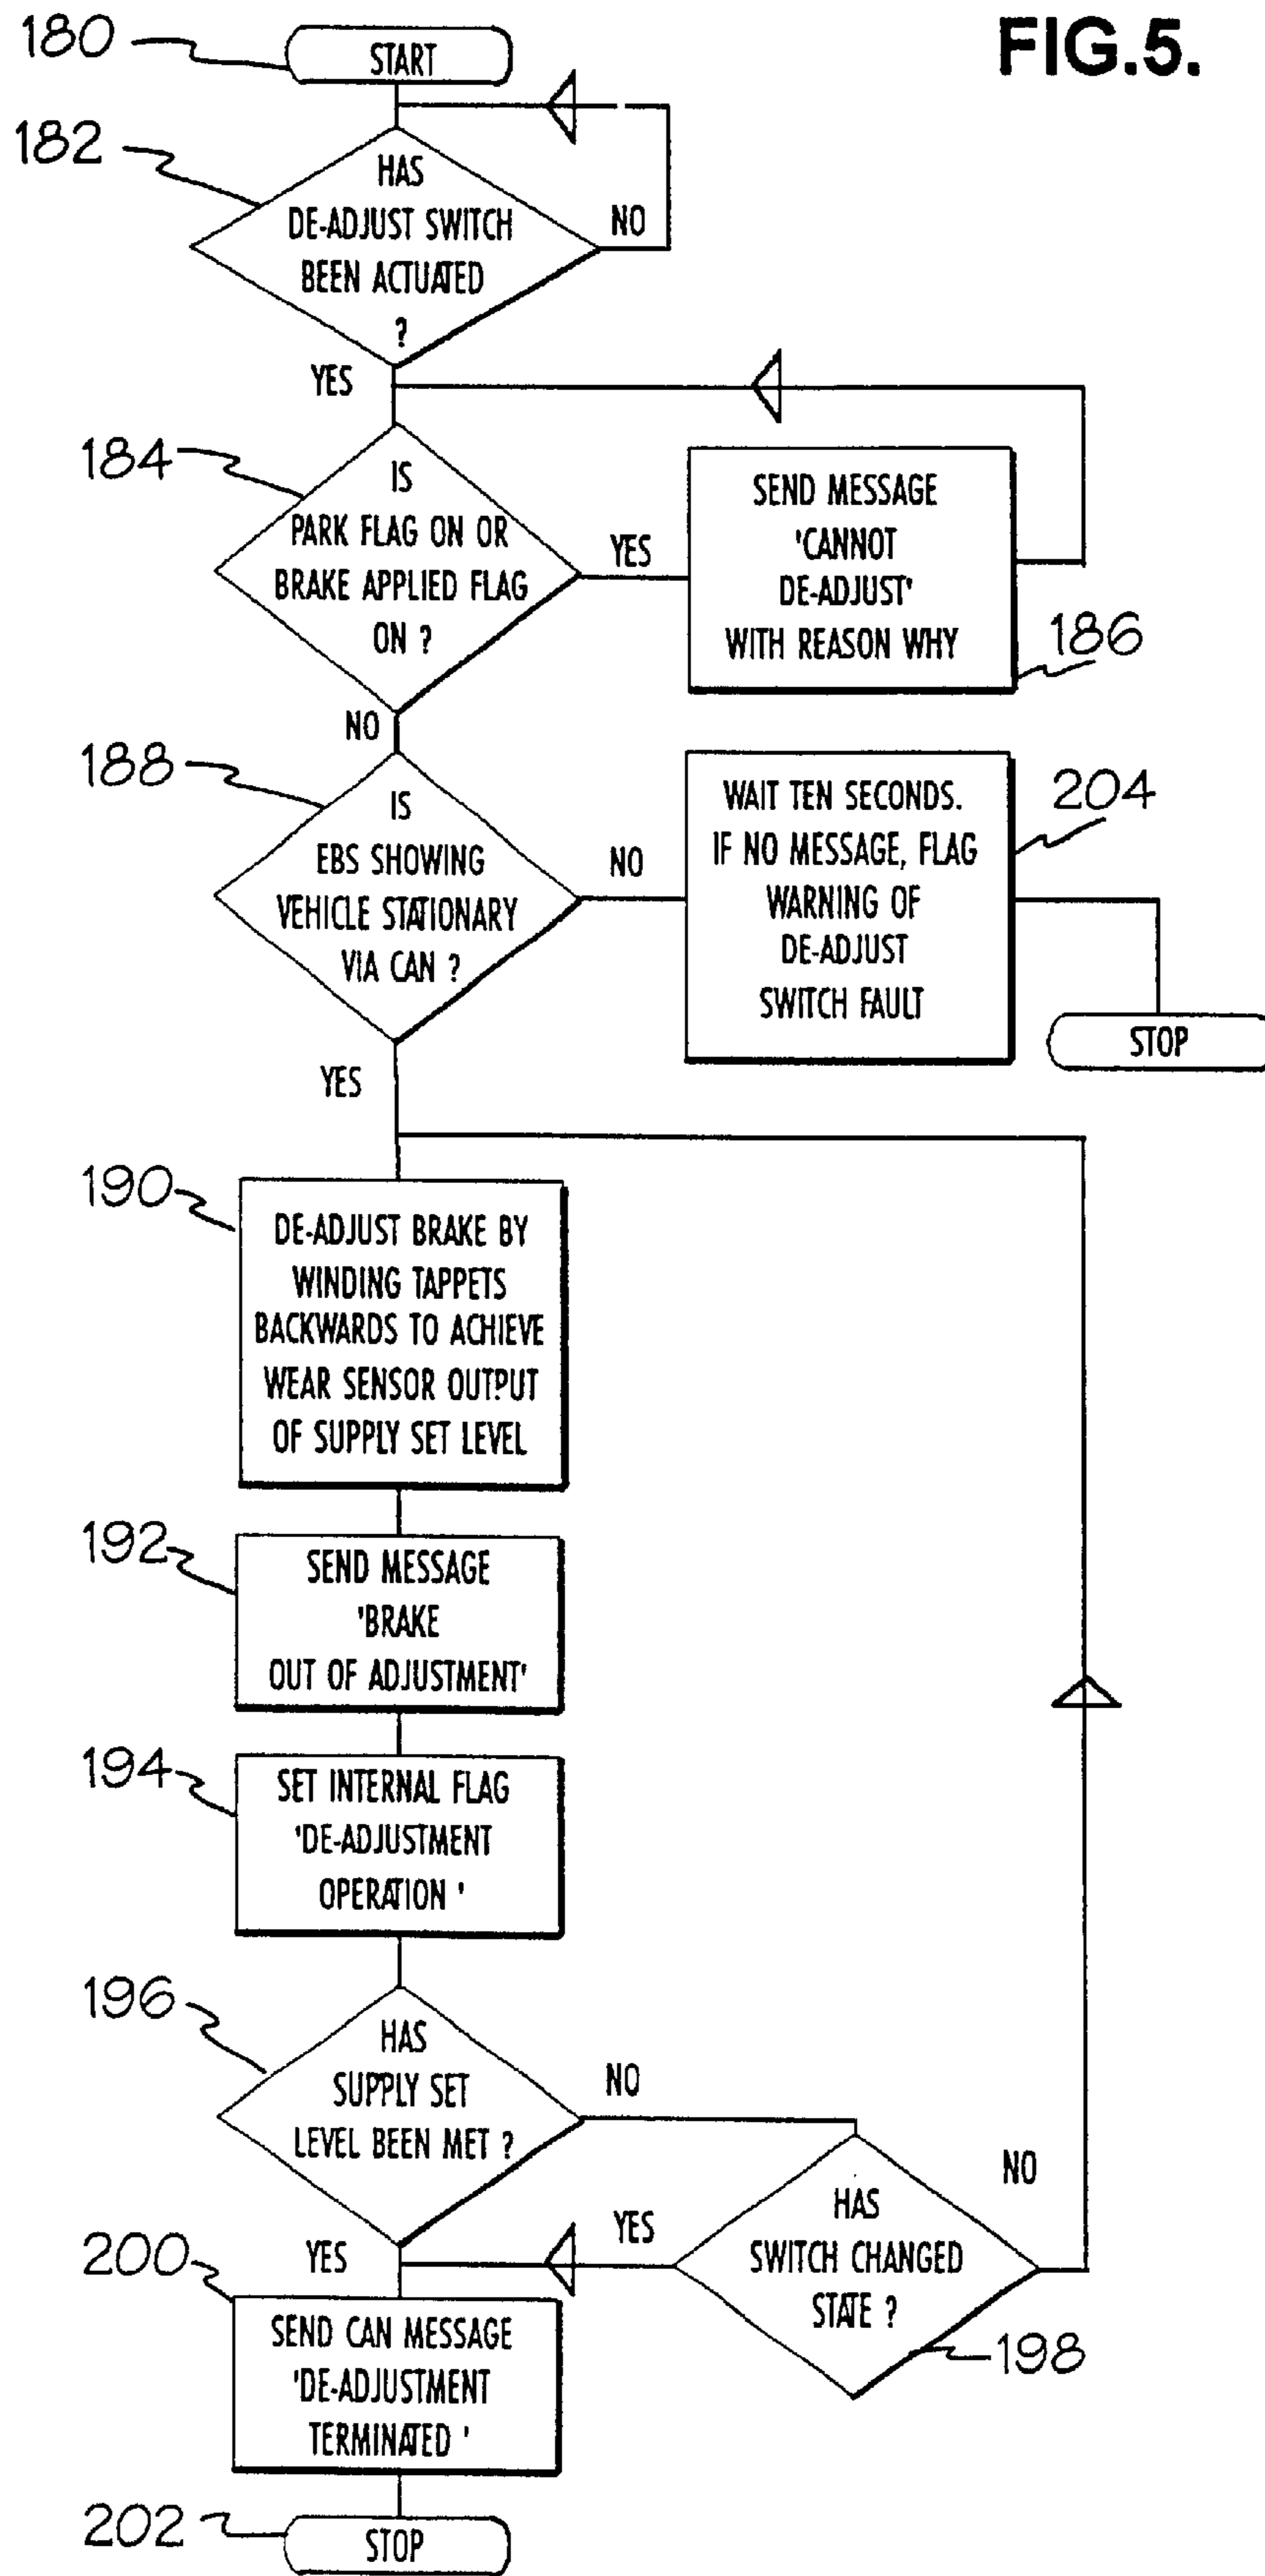 FIG.5.
180
START
182
HAS
DE-ADJUST SWITCH
BEEN ACTUATED
?
NO
YES
184
IS
PARK FLAG ON OR
BRAKE APPLIED FLAG
ON ?
YES
SEND MESSAGE
'CANNOT
DE-ADJUST'
WITH REASON WHY
186
NO
188
IS
EBS SHOWING
VEHICLE STATIONARY
VIA CAN ?
NO
WAIT TEN SECONDS.
IF NO MESSAGE, FLAG
WARNING OF
DE-ADJUST
SWITCH FAULT
204
STOP
YES
190
DE-ADJUST BRAKE BY
WINDING TAPPETS
BACKWARDS TO ACHIEVE
WEAR SENSOR OUTPUT
OF SUPPLY SET LEVEL
192
SEND MESSAGE
'BRAKE
OUT OF ADJUSTMENT'
194
SET INTERNAL FLAG
'DE-ADJUSTMENT
OPERATION '
196
HAS
SUPPLY SET
LEVEL BEEN MET ?
NO
HAS
SWITCH CHANGED
STATE ?
198
NO
YES
YES
200
SEND CAN MESSAGE
'DE-ADJUSTMENT
TERMINATED '
202
STOP